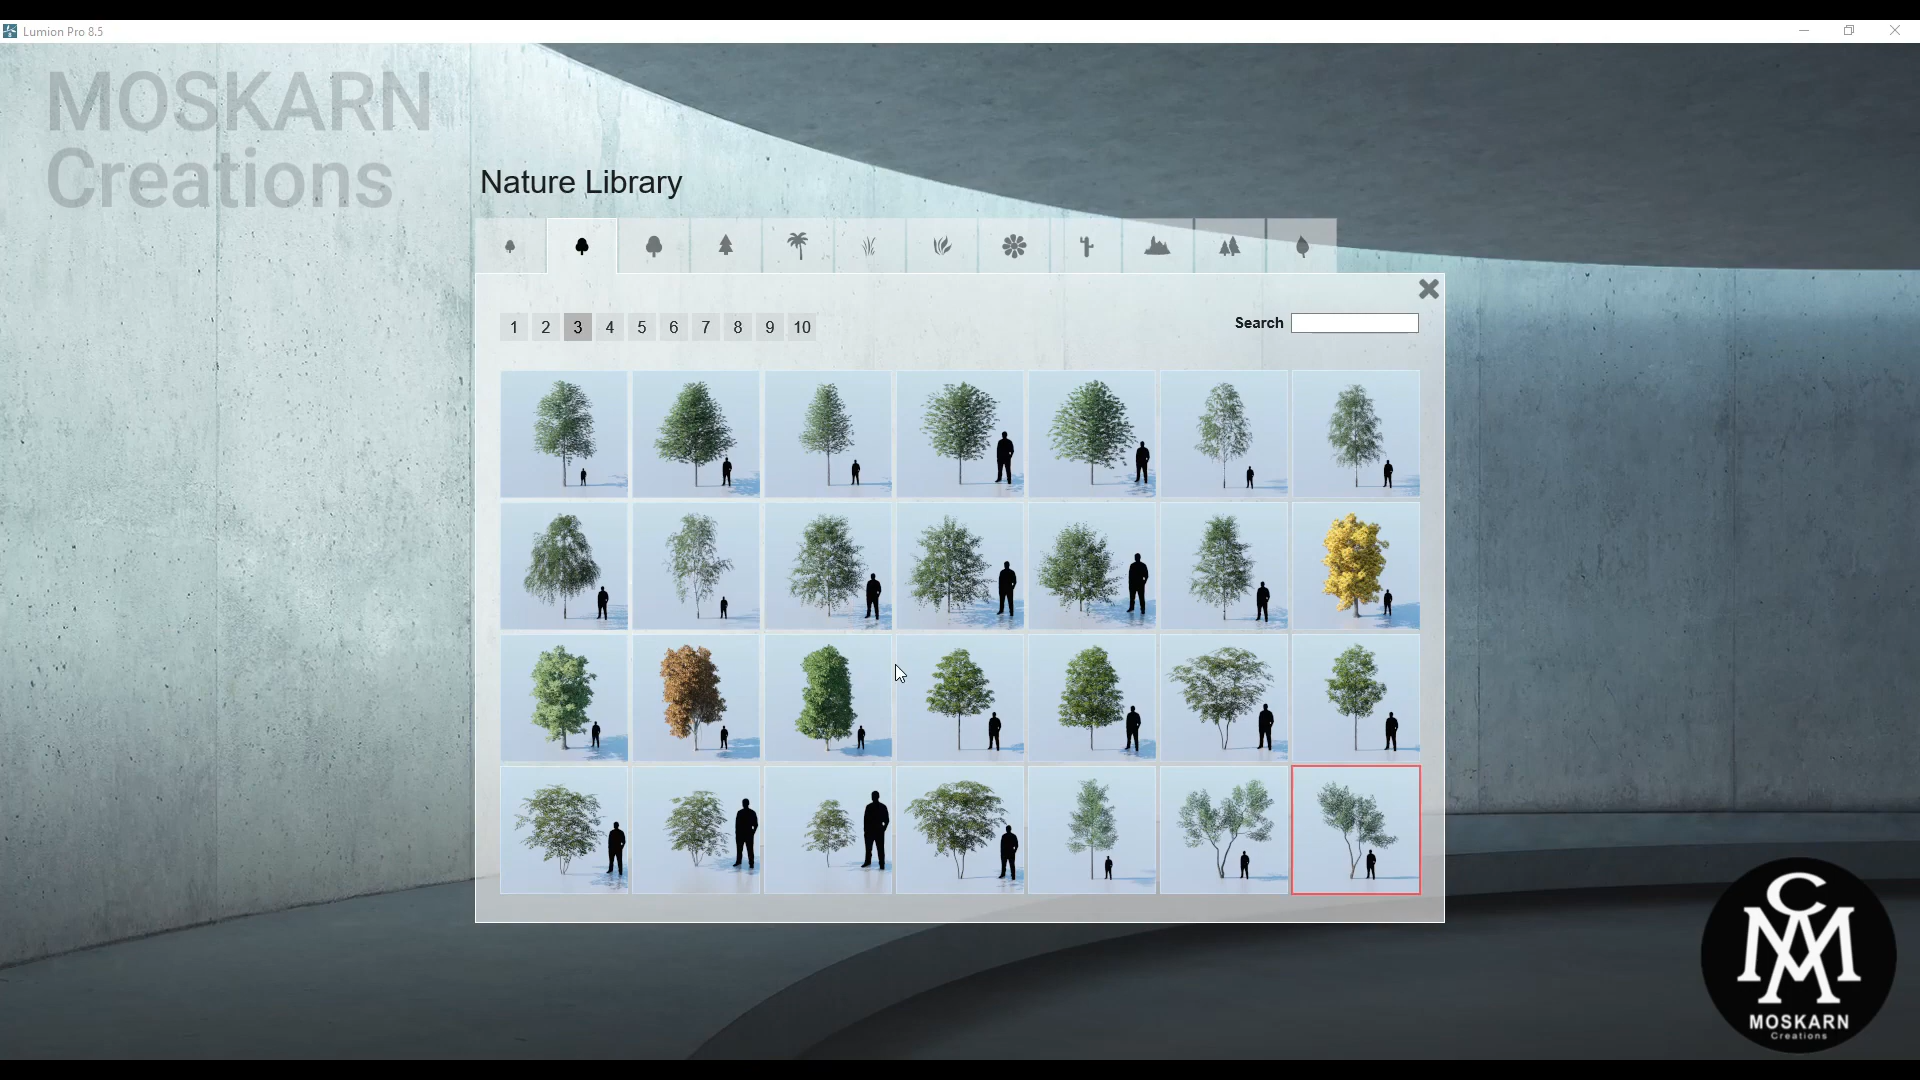 Lumion Pro 8.5
MOSKARN
Creations
Nature Library
1 2 3 4 5 6 7 8 9 10
Search
CM
MOSKARN
Creations